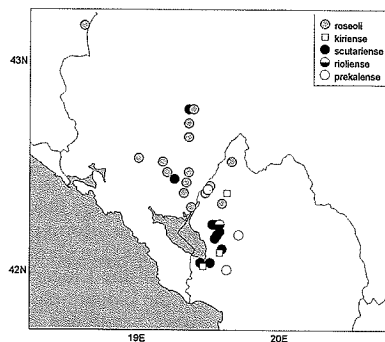 roseoli
kiriense
scutariense
rioliense
prekalense
43N
42N
19E
20E